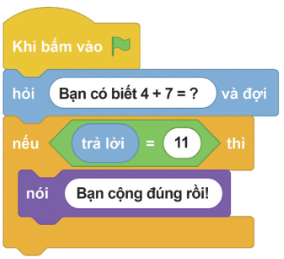 Khi bấm vào
hỏi Bạn có biết 4 + 7 = ? và đợi
nếu trả lời = 11 thì
nói Bạn cộng đúng rồi!